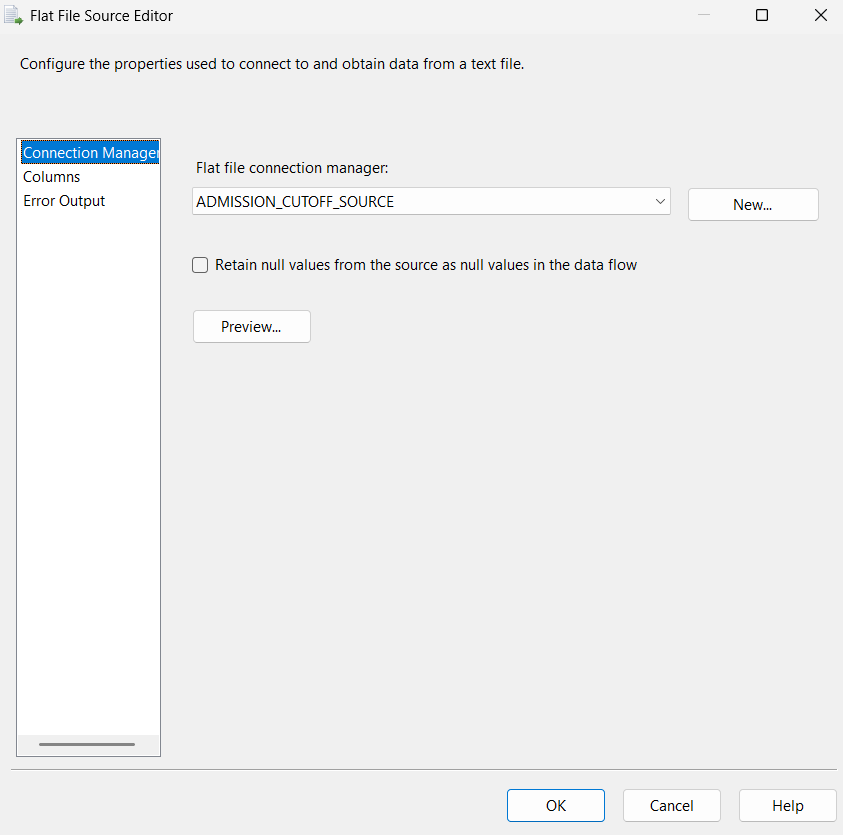 Flat File Source Editor
Configure the properties used to connect to and obtain data from a text file.
Connection Manager
Columns
Error Output
Flat file connection manager:
ADMISSION_CUTOFF_SOURCE
New...
Retain null values from the source as null values in the data flow
Preview...
OK
Cancel
Help